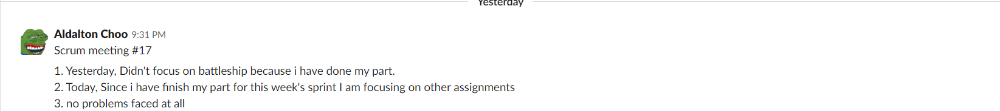 Yesterday
Aldalton Choo 9:31 PM
Scrum meeting #17
1. Yesterday, Didn't focus on battleship because i have done my part.
2. Today, Since i have finish my part for this week's sprint I am focusing on other assignments
3. no problems faced at all